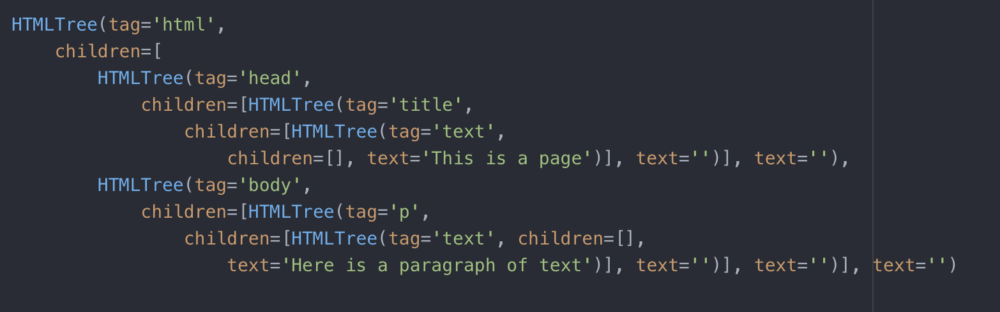 HTMLTree(tag='html',
    children=[
        HTMLTree(tag='head',
            children=[HTMLTree(tag='title',
                children=[HTMLTree(tag='text',
                    children=[], text='This is a page')], text='')], text=''),
        HTMLTree(tag='body',
            children=[HTMLTree(tag='p',
                children=[HTMLTree(tag='text', children=[],
                    text='Here is a paragraph of text')], text='')], text='')], text='')